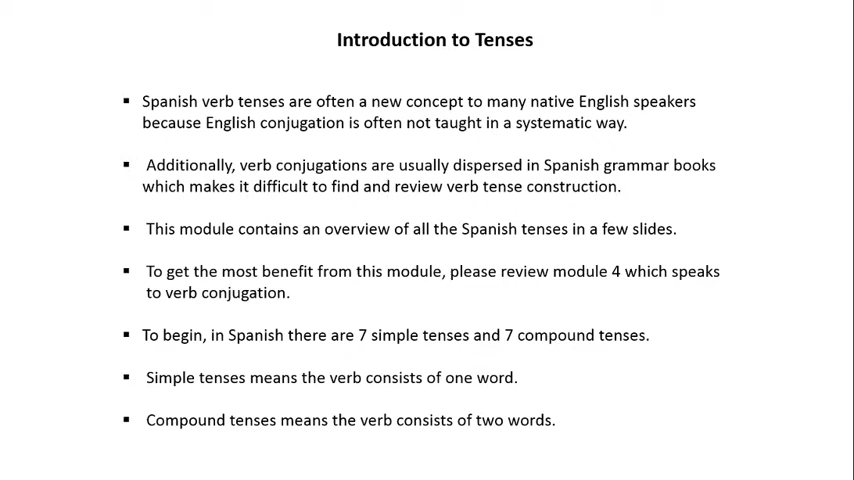 Introduction to Tenses
▪ Spanish verb tenses are often a new concept to many native English speakers
because English conjugation is often not taught in a systematic way.
▪ Additionally, verb conjugations are usually dispersed in Spanish grammar books
which makes it difficult to find and review verb tense construction.
▪ This module contains an overview of all the Spanish tenses in a few slides.
▪ To get the most benefit from this module, please review module 4 which speaks
to verb conjugation.
▪ To begin, in Spanish there are 7 simple tenses and 7 compound tenses.
▪ Simple tenses means the verb consists of one word.
▪ Compound tenses means the verb consists of two words.